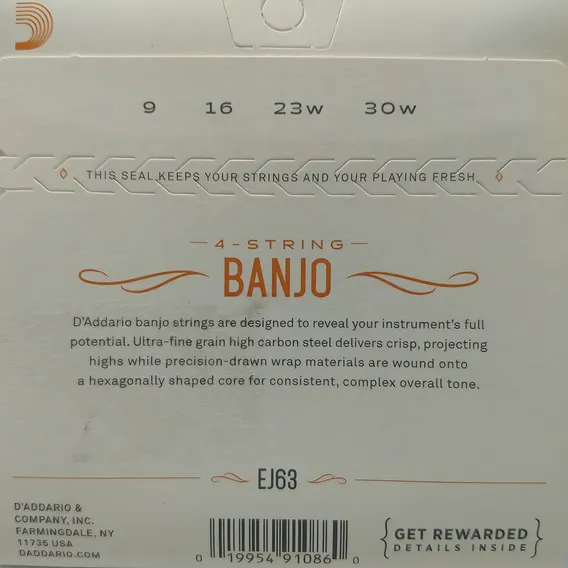 9 16 23w 30w
THIS SEAL KEEPS YOUR STRINGS AND YOUR PLAYING FRESH
4-STRING
BANJO
D'Addario banjo strings are designed to reveal your instrument's full
potential. Ultra-fine grain high carbon steel delivers crisp, projecting
highs while precision-drawn wrap materials are wound onto
a hexagonally shaped core for consistent, complex overall tone.
EJ63
D'ADDARIO &
COMPANY, INC.
FARMINGDALE, NY
11735 USA
DADDARIO.COM
0 19954 91086 0
{GET REWARDED
DETAILS INSIDE}